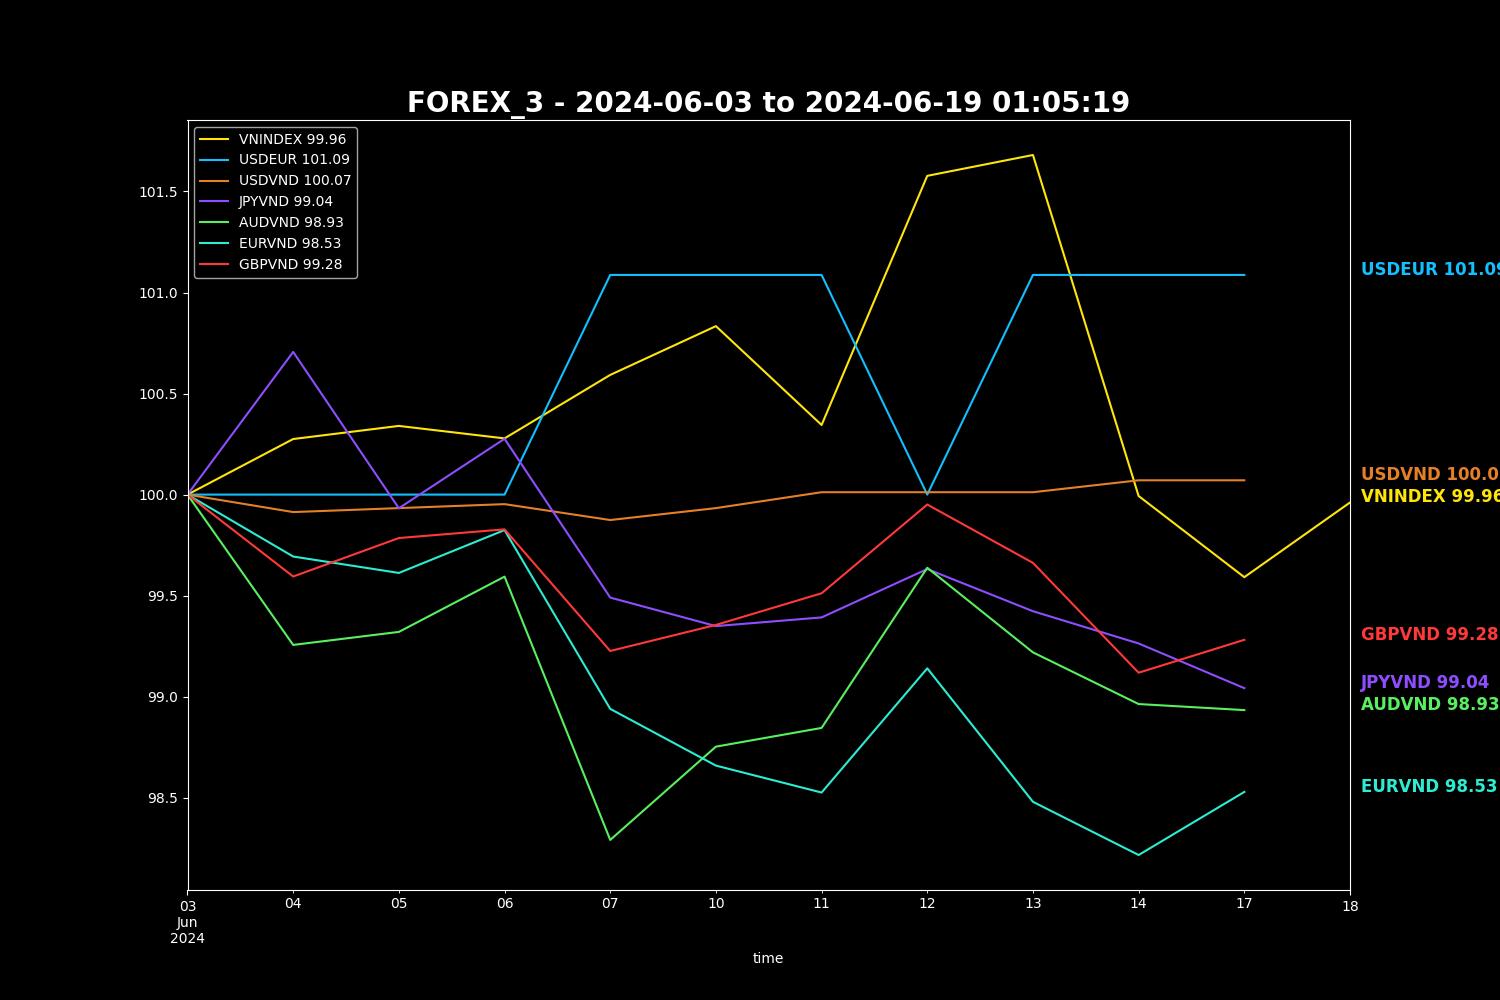 FOREX_3 - 2024-06-03 to 2024-06-19 01:05:19
VNINDEX 99.96
USDEUR 101.09
USDVND 100.07
JPYVND 99.04
AUDVND 98.93
EURVND 98.53
GBPVND 99.28
101.5
101.0
100.5
100.0
99.5
99.0
98.5
USDEUR 101.09
USDVND 100.0
VNINDEX 99.96
GBPVND 99.28
JPYVND 99.04
AUDVND 98.93
EURVND 98.53
03 04 05 06 07 10 11 12 13 14 17 18
Jun
2024
time